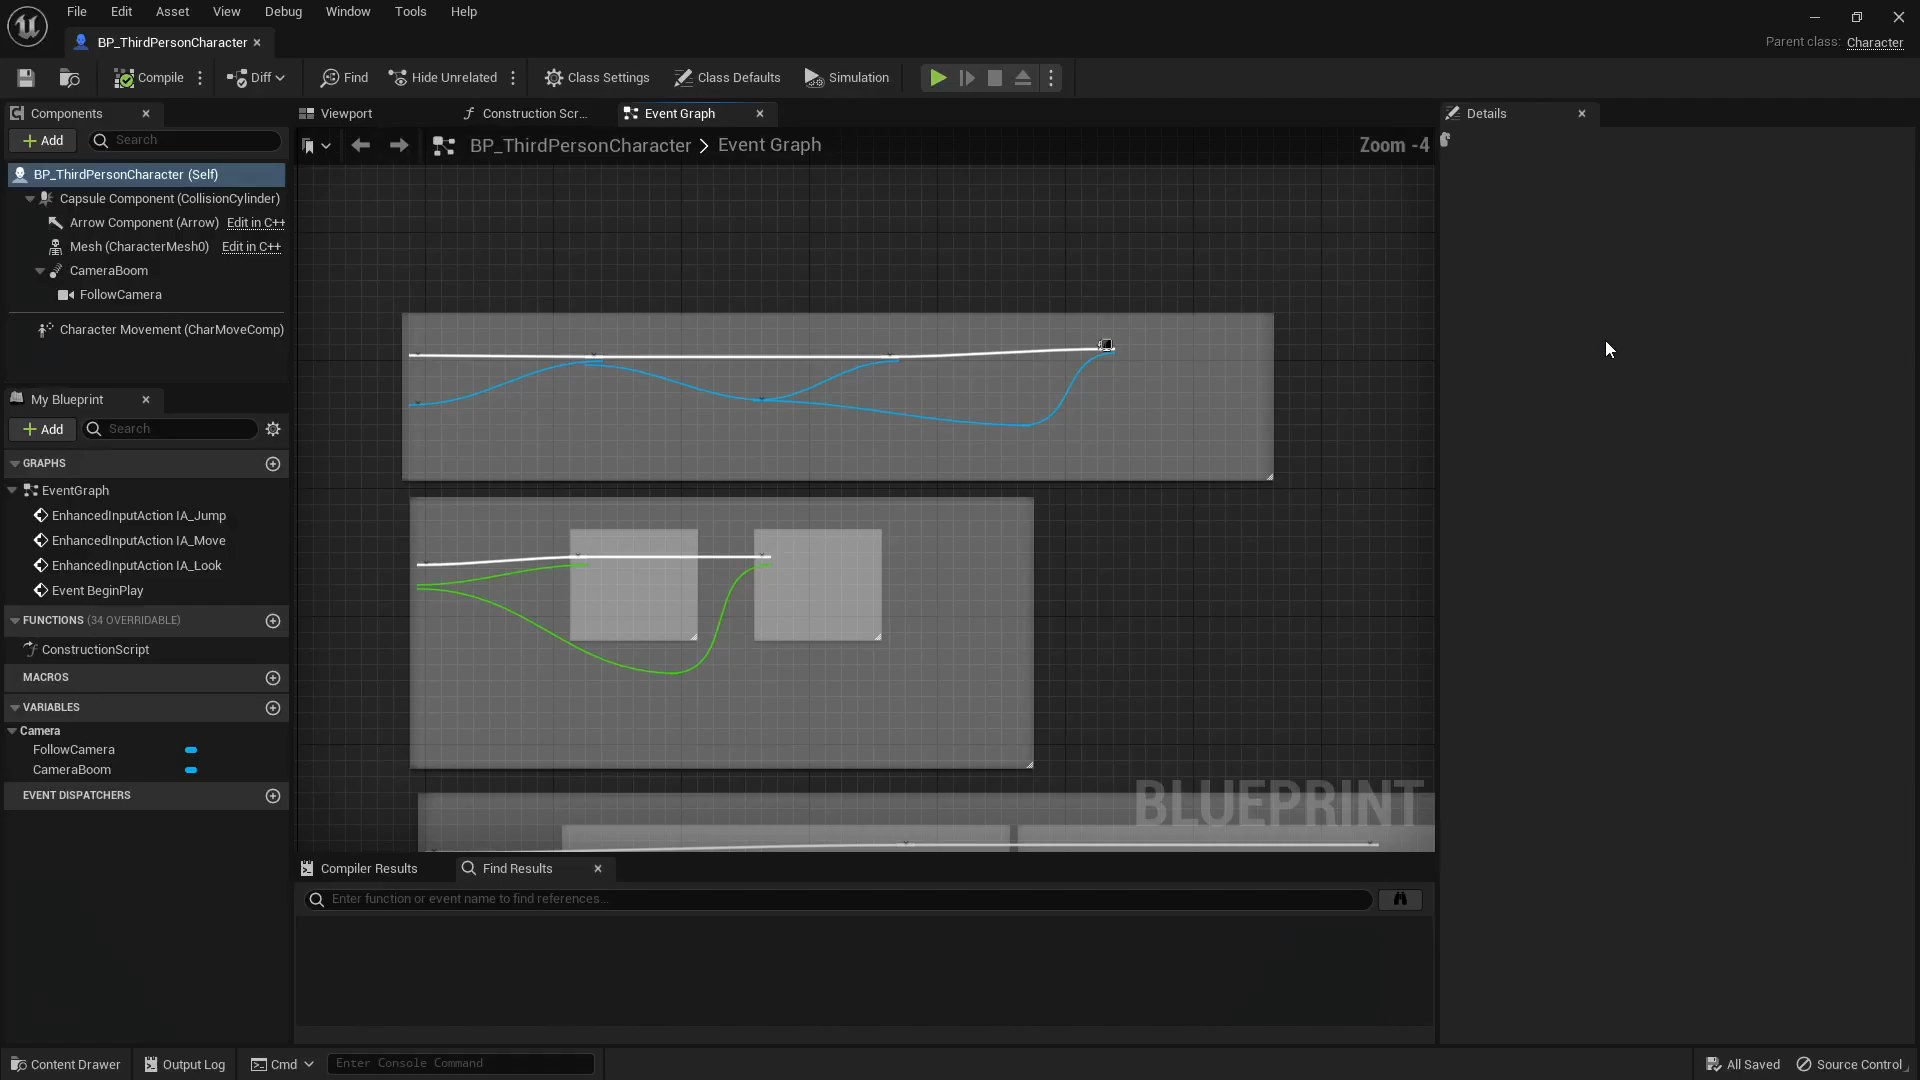 File Edit Asset View Debug Window Tools Help
BP_ThirdPersonCharacter
Parent class: Character
Compile Diff Find Hide Unrelated Class Settings Class Defaults Simulation
Components
Viewport
Construction Scr...
Event Graph
Details
Add
Search
BP_ThirdPersonCharacter > Event Graph
Zoom -4
BP_ThirdPersonCharacter (Self)
Capsule Component (CollisionCylinder)
Arrow Component (Arrow) Edit in C++
Mesh (CharacterMesh0) Edit in C++
CameraBoom
FollowCamera
Character Movement (CharMoveComp)
My Blueprint
Add
Search
GRAPHS
EventGraph
EnhancedInputAction IA_Jump
EnhancedInputAction IA_Move
EnhancedInputAction IA_Look
Event BeginPlay
FUNCTIONS (34 OVERRIDABLE)
ConstructionScript
MACROS
VARIABLES
Camera
FollowCamera
CameraBoom
EVENT DISPATCHERS
BLUEPRINT
Compiler Results
Find Results
Enter function or event name to find references...
Content Drawer
Output Log
Cmd
Enter Console Command
All Saved
Source Control